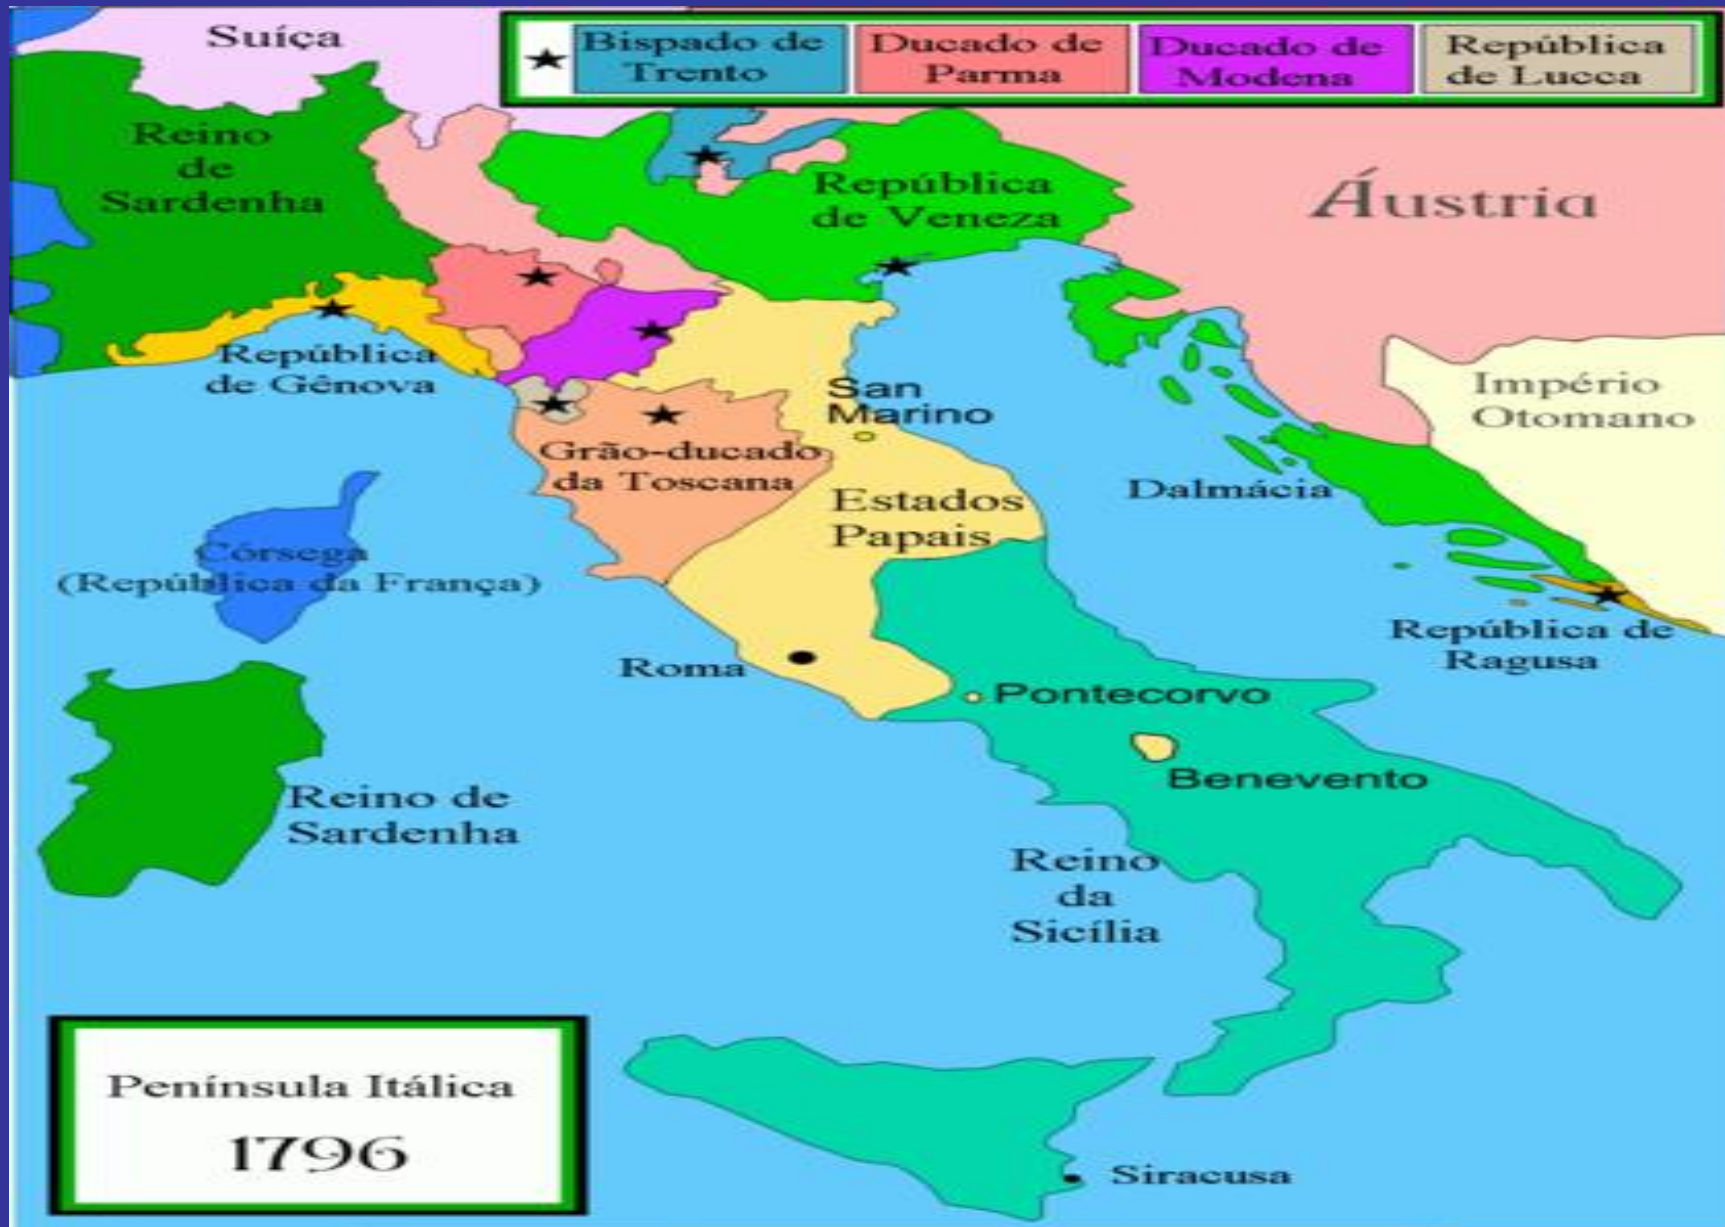 Suíça
Bispado de
Trento
Ducado de
Parma
Ducado de
Modena
República
de Lucca
Reino
de
Sardenha
República
de Veneza
Áustria
República
de Gênova
San
Marino
Império
Otomano
Grão-ducado
da Toscana
Estados
Papais
Dalmácia
Córsega
(República da França)
República de
Ragusa
Roma
Pontecorvo
Benevento
Reino de
Sardenha
Reino
da
Sicília
Península Itálica
1796
Siracusa